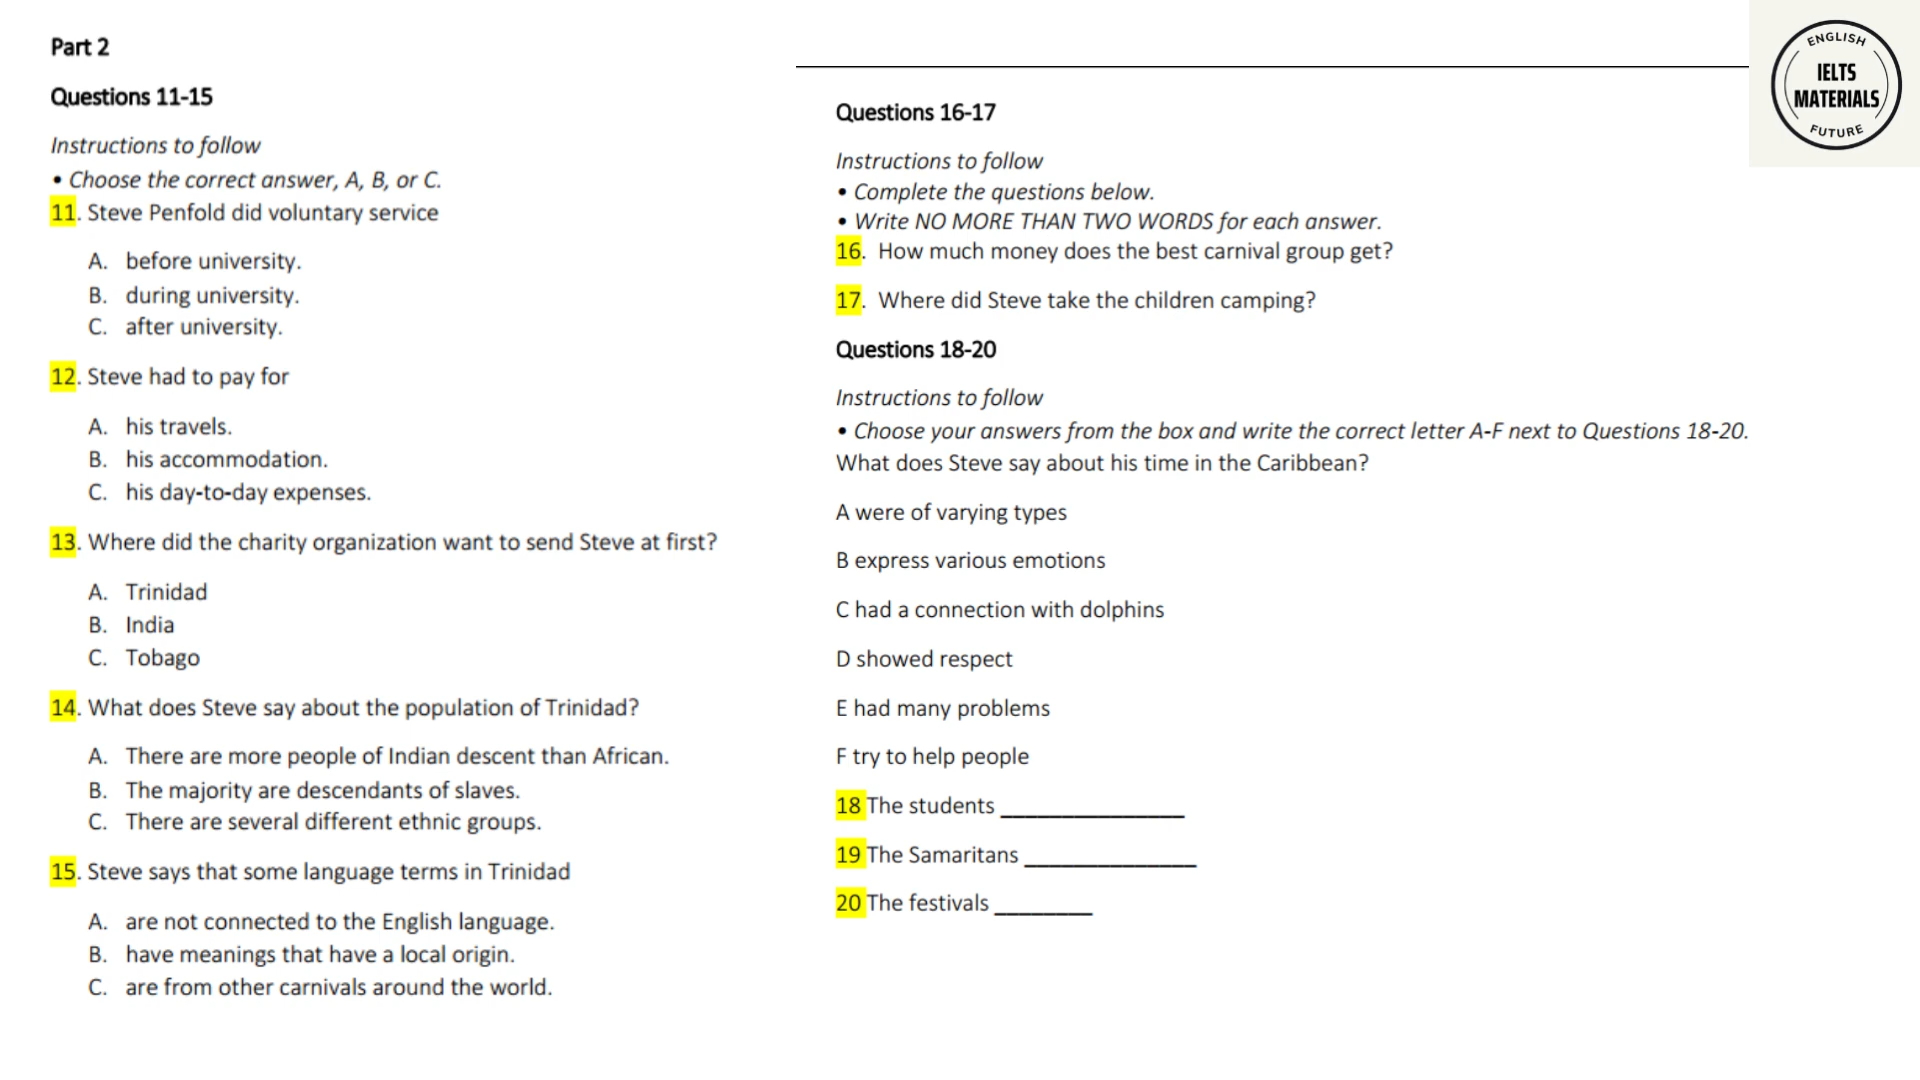 Part 2
Questions 11-15
Instructions to follow
• Choose the correct answer, A, B, or C.
11. Steve Penfold did voluntary service
A. before university.
B. during university.
C. after university.
12. Steve had to pay for
A. his travels.
B. his accommodation.
C. his day-to-day expenses.
13. Where did the charity organization want to send Steve at first?
A. Trinidad
B. India
C. Tobago
14. What does Steve say about the population of Trinidad?
A. There are more people of Indian descent than African.
B. The majority are descendants of slaves.
C. There are several different ethnic groups.
15. Steve says that some language terms in Trinidad
A. are not connected to the English language.
B. have meanings that have a local origin.
C. are from other carnivals around the world.
Questions 16-17
Instructions to follow
• Complete the questions below.
• Write NO MORE THAN TWO WORDS for each answer.
16. How much money does the best carnival group get?
17. Where did Steve take the children camping?
Questions 18-20
Instructions to follow
• Choose your answers from the box and write the correct letter A-F next to Questions 18-20.
What does Steve say about his time in the Caribbean?
A were of varying types
B express various emotions
C had a connection with dolphins
D showed respect
E had many problems
F try to help people
18 The students _______________
19 The Samaritans ______________
20 The festivals ________
ENGLISH
IELTS
MATERIALS
FUTURE